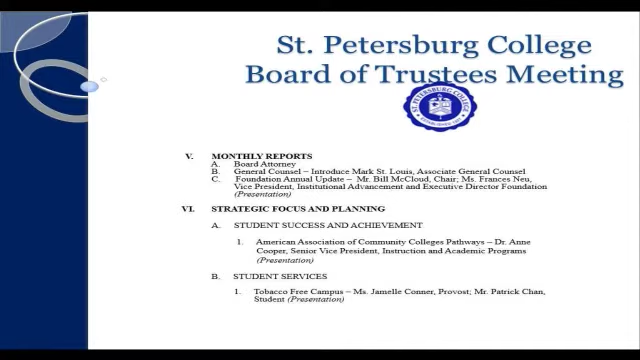 St. Petersburg College
Board of Trustees Meeting
ST. PETERSBURG COLLEGE
V. MONTHLY REPORTS
A. Board Attorney
B. General Counsel – Introduce Mark St. Louis, Associate General Counsel
C. Foundation Annual Update – Mr. Bill McCloud, Chair; Ms. Frances Neu,
Vice President, Institutional Advancement and Executive Director Foundation
(Presentation)
VI. STRATEGIC FOCUS AND PLANNING
A. STUDENT SUCCESS AND ACHIEVEMENT
1. American Association of Community Colleges Pathways – Dr. Anne
Cooper, Senior Vice President, Instruction and Academic Programs
(Presentation)
B. STUDENT SERVICES
1. Tobacco Free Campus – Ms. Jamelle Conner, Provost; Mr. Patrick Chan,
Student (Presentation)